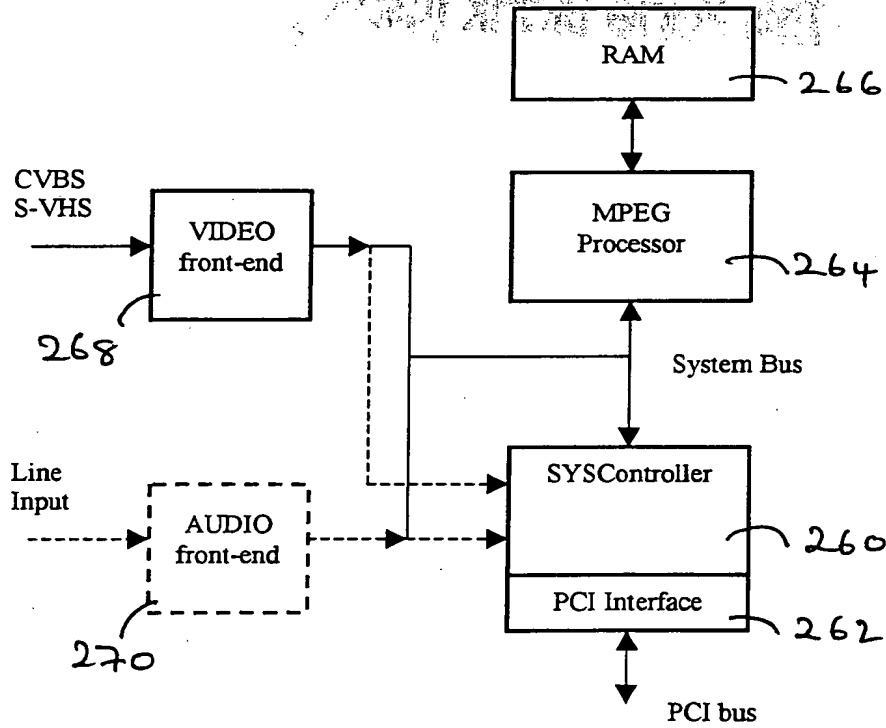 RAM
266
CVBS
S-VHS
VIDEO
front-end
268
MPEG
Processor
264
System Bus
Line
Input
AUDIO
front-end
270
SYSController
260
PCI Interface
262
PCI bus